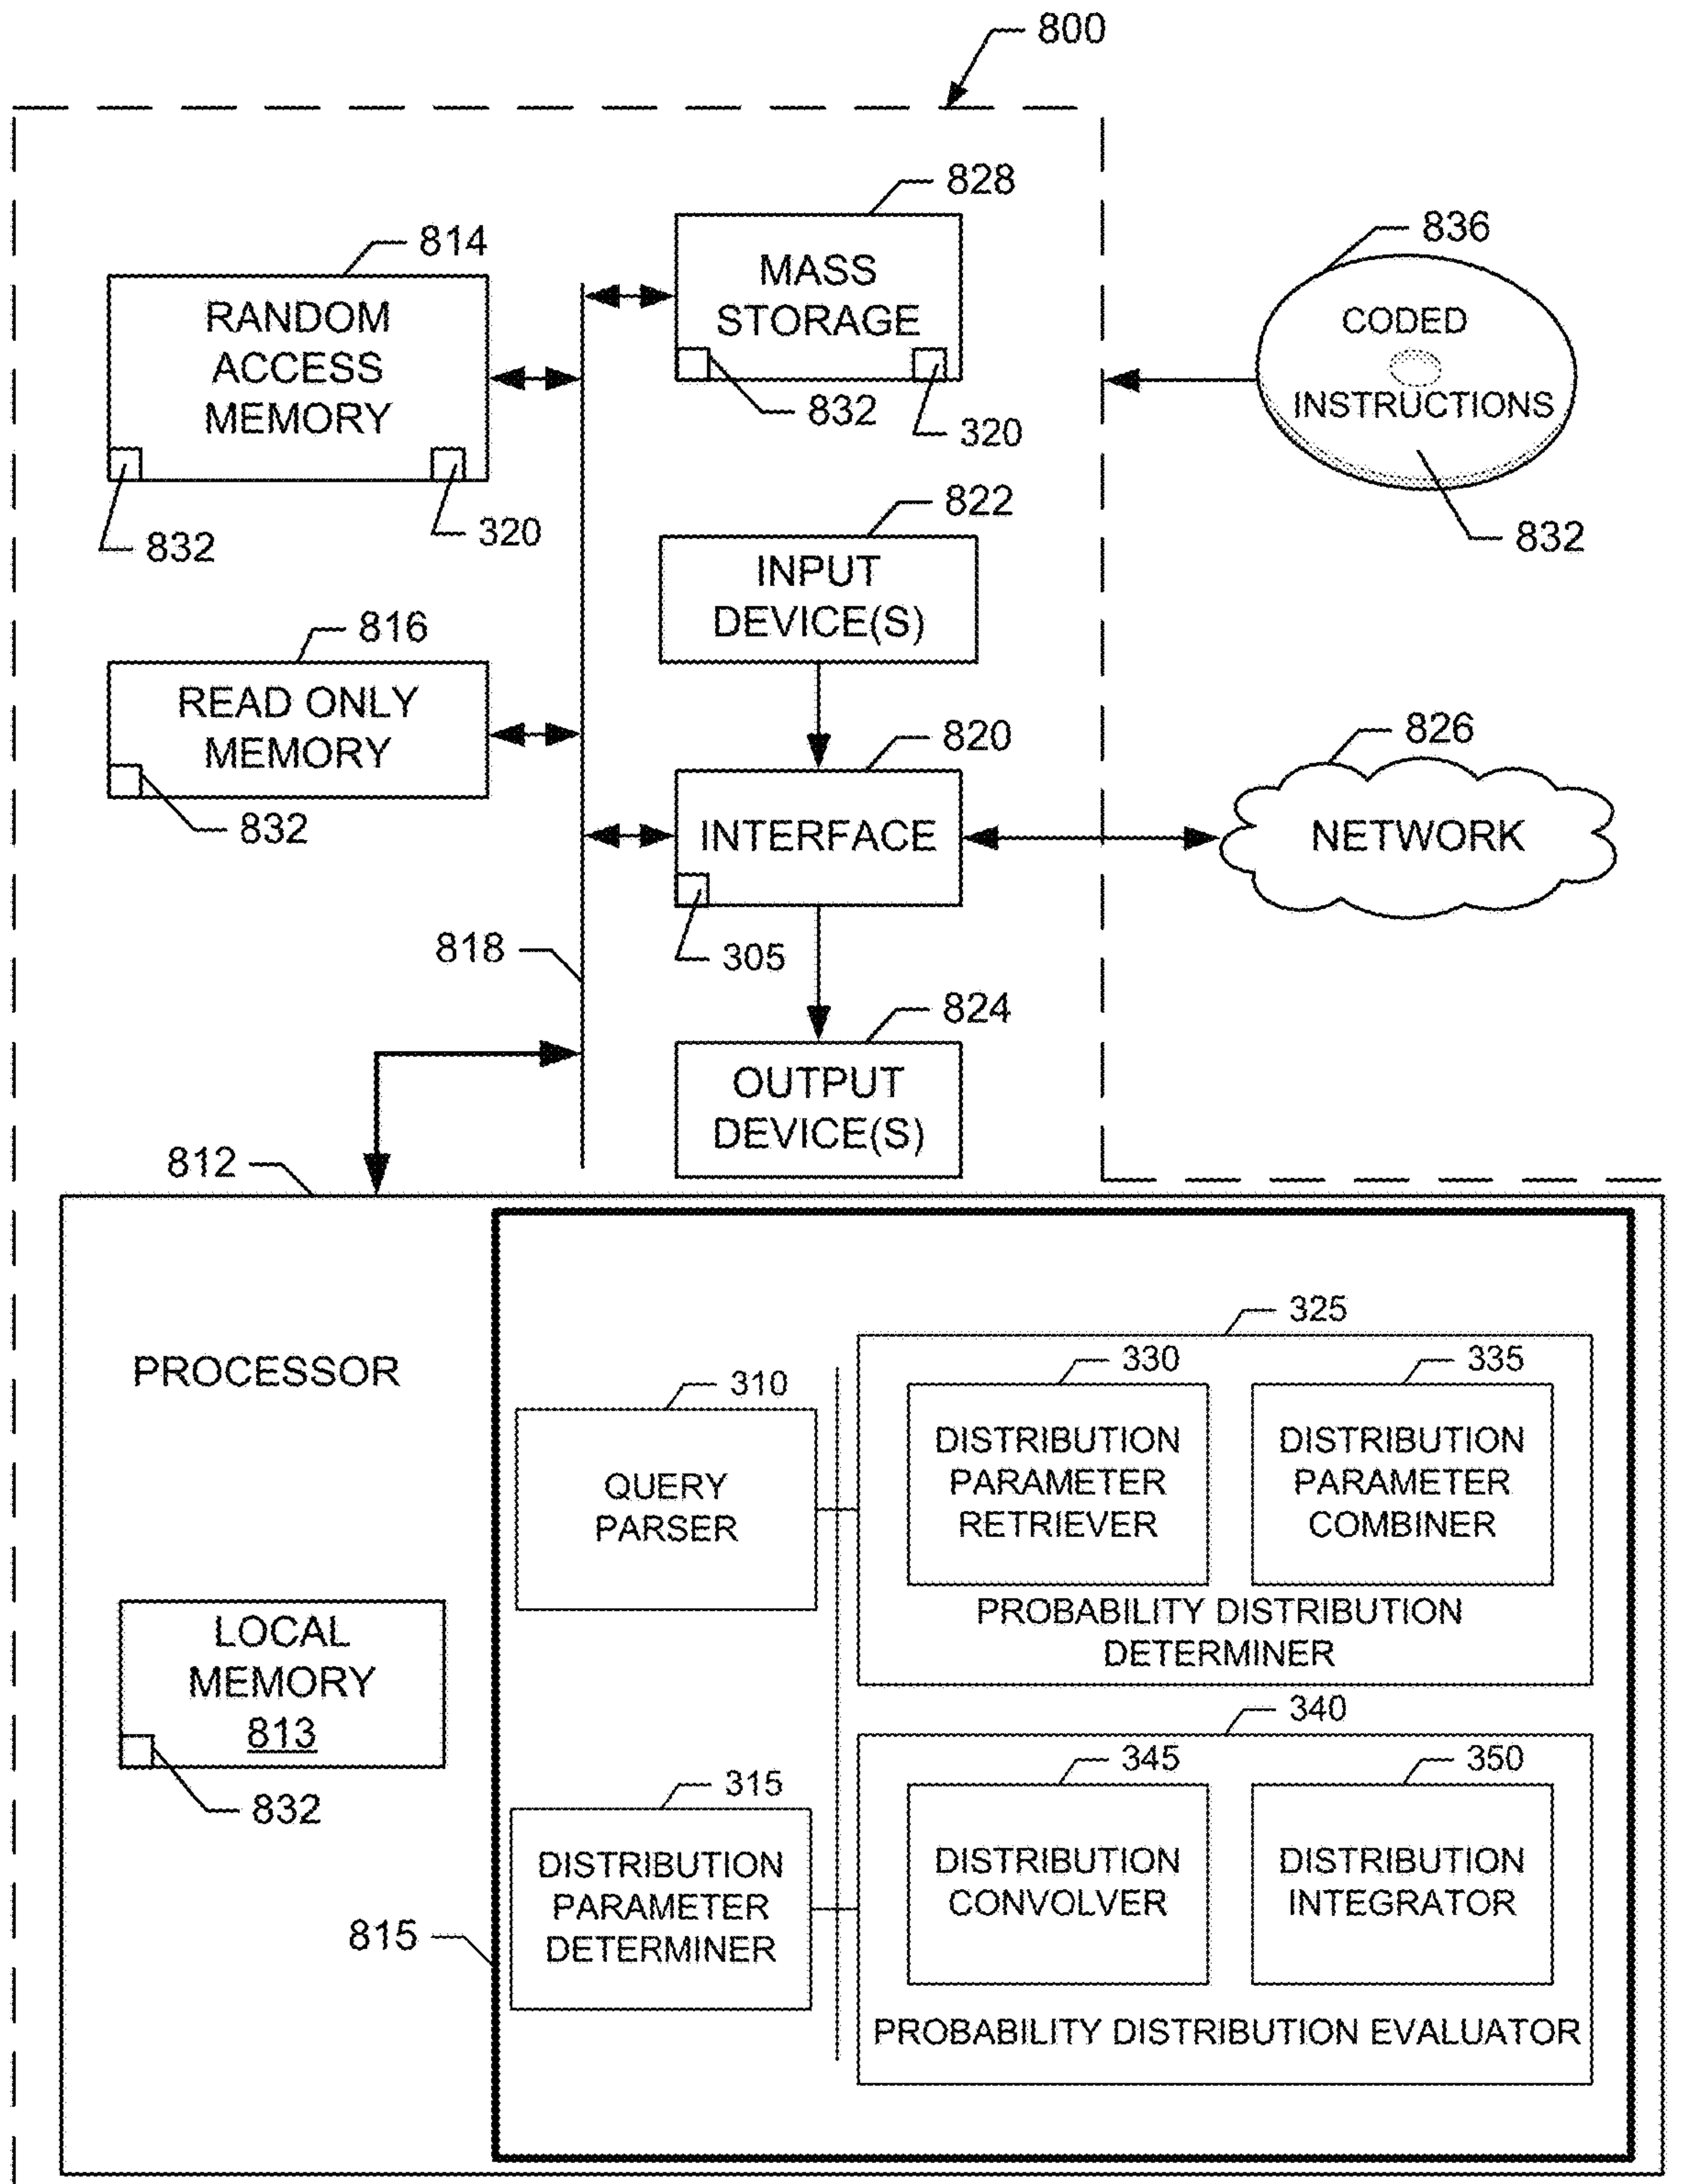 800
828
MASS
STORAGE
832
320
814
RANDOM
ACCESS
MEMORY
832
320
836
CODED
INSTRUCTIONS
832
822
INPUT
DEVICE(S)
816
READ ONLY
MEMORY
832
820
INTERFACE
305
826
NETWORK
818
824
OUTPUT
DEVICE(S)
812
PROCESSOR
LOCAL
MEMORY
813
832
815
310
QUERY
PARSER
325
330
DISTRIBUTION
PARAMETER
RETRIEVER
335
DISTRIBUTION
PARAMETER
COMBINER
PROBABILITY DISTRIBUTION
DETERMINER
315
DISTRIBUTION
PARAMETER
DETERMINER
340
345
DISTRIBUTION
CONVOLVER
350
DISTRIBUTION
INTEGRATOR
PROBABILITY DISTRIBUTION EVALUATOR